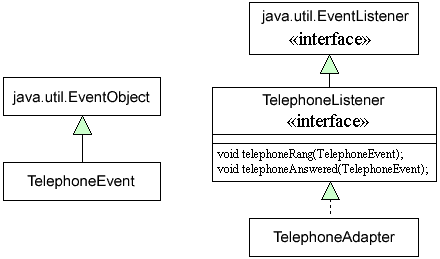 java.util.EventListener
«interface»
java.util.EventObject
TelephoneListener
«interface»
void telephoneRang(TelephoneEvent);
void telephoneAnswered(TelephoneEvent);
TelephoneEvent
TelephoneAdapter